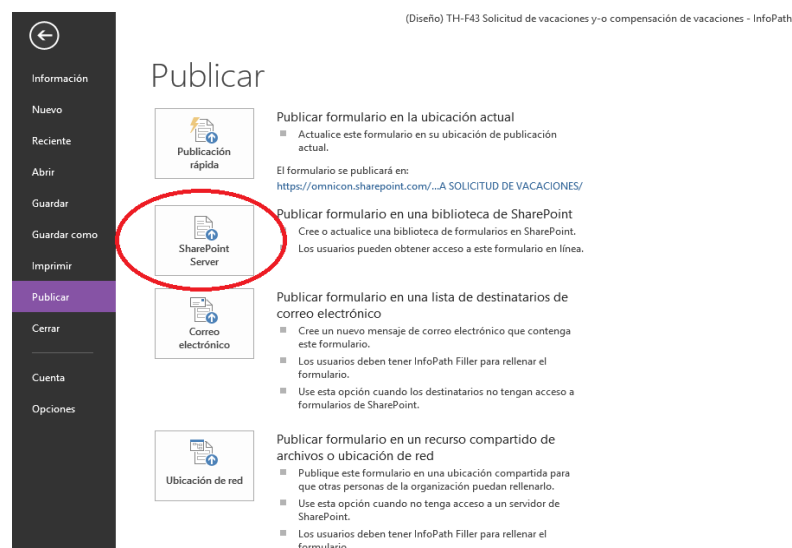 (Diseño) TH-F43 Solicitud de vacaciones y-o compensación de vacaciones - InfoPath
Información
Nuevo
Reciente
Abrir
Guardar
Guardar como
Imprimir
Publicar
Cerrar
Cuenta
Opciones
Publicar
Publicación
rápida
Publicar formulario en la ubicación actual
Actualice este formulario en su ubicación de publicación
actual.
El formulario se publicará en:
https://omnicon.sharepoint.com/...A SOLICITUD DE VACACIONES/
SharePoint
Server
Publicar formulario en una biblioteca de SharePoint
Cree o actualice una biblioteca de formularios en SharePoint.
Los usuarios pueden obtener acceso a este formulario en línea.
Correo
electrónico
Publicar formulario en una lista de destinatarios de
correo electrónico
Cree un nuevo mensaje de correo electrónico que contenga
este formulario.
Los usuarios deben tener InfoPath Filler para rellenar el
formulario.
Use esta opción cuando los destinatarios no tengan acceso a
formularios de SharePoint.
Ubicación de red
Publicar formulario en un recurso compartido de
archivos o ubicación de red
Publique este formulario en una ubicación compartida para
que otras personas de la organización puedan rellenarlo.
Use esta opción cuando no tenga acceso a un servidor de
SharePoint.
Los usuarios deben tener InfoPath Filler para rellenar el
formulario.